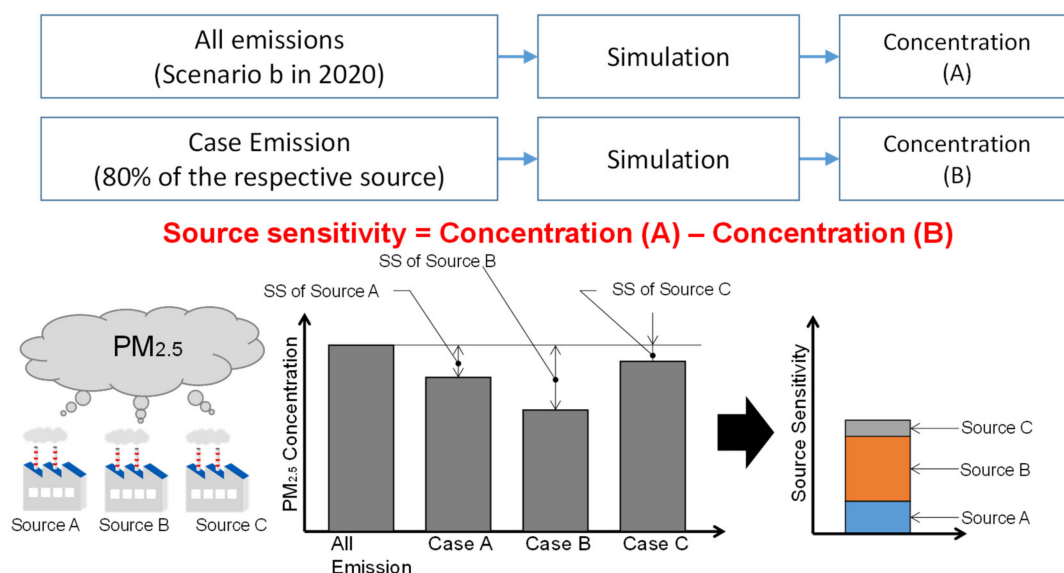 All emissions
(Scenario b in 2020)
Simulation
Concentration
(A)
Case Emission
(80% of the respective source)
Simulation
Concentration
(B)
Source sensitivity = Concentration (A) – Concentration (B)
PM2.5
Source A
Source B
Source C
SS of Source B
SS of Source A
SS of Source C
PM2.5 Concentration
All
Emission
Case A
Case B
Case C
Source Sensitivity
Source C
Source B
Source A